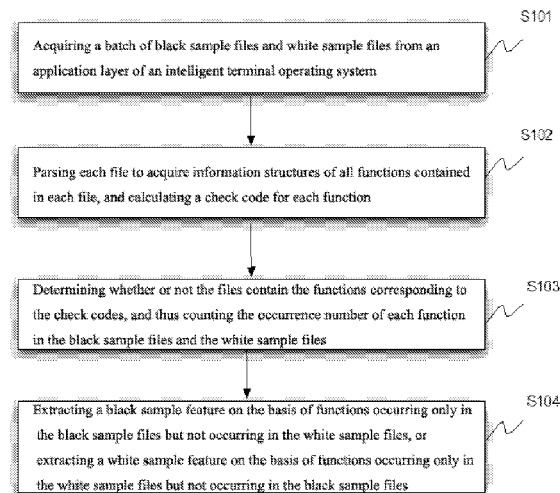 S101
Acquiring a batch of black sample files and white sample files from an
application layer of an intelligent terminal operating system
S102
Parsing each file to acquire information structures of all functions contained
in each file, and calculating a check code for each function
S103
Determining whether or not the files contain the functions corresponding to
the check codes, and thus counting the occurrence number of each function
in the black sample files and the white sample files
S104
Extracting a black sample feature on the basis of functions occurring only in
the black sample files but not occurring in the white sample files, or
extracting a white sample feature on the basis of functions occurring only in
the white sample files but not occurring in the black sample files